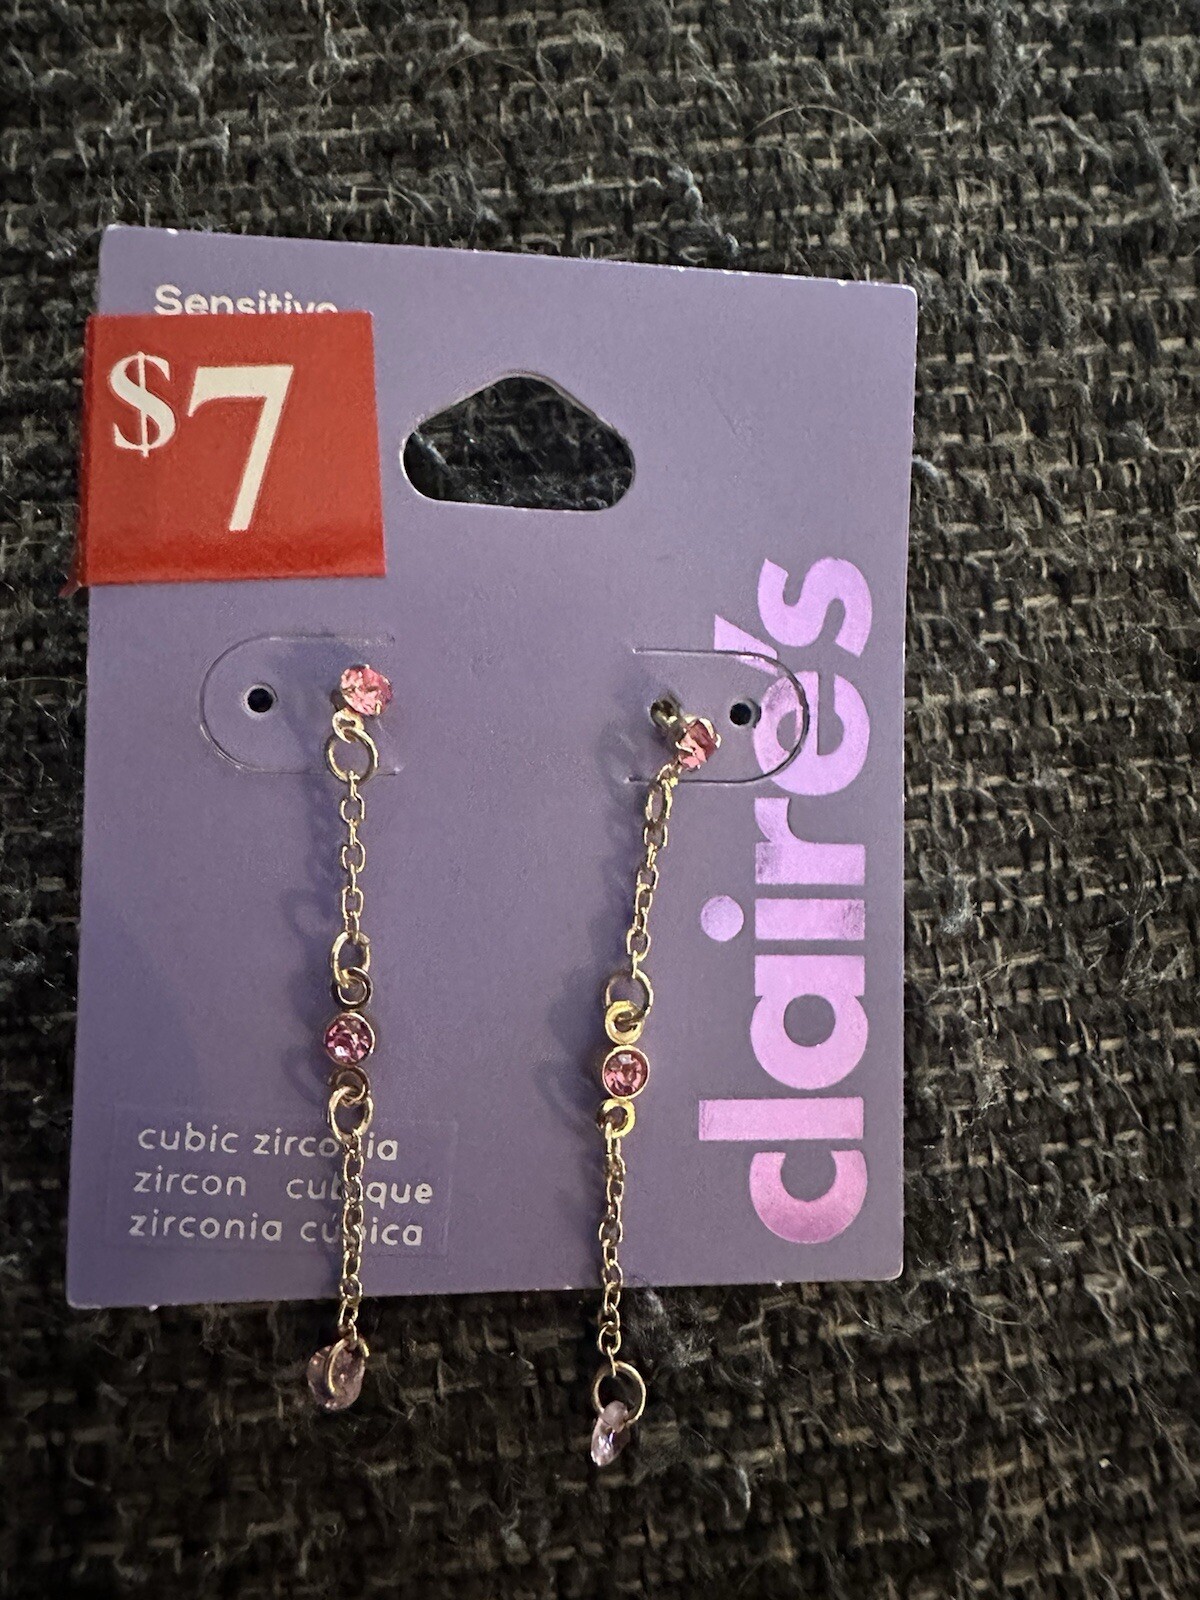 Sensitive
$7
claire's
cubic zirconia
zircon cubique
zirconia cúbica